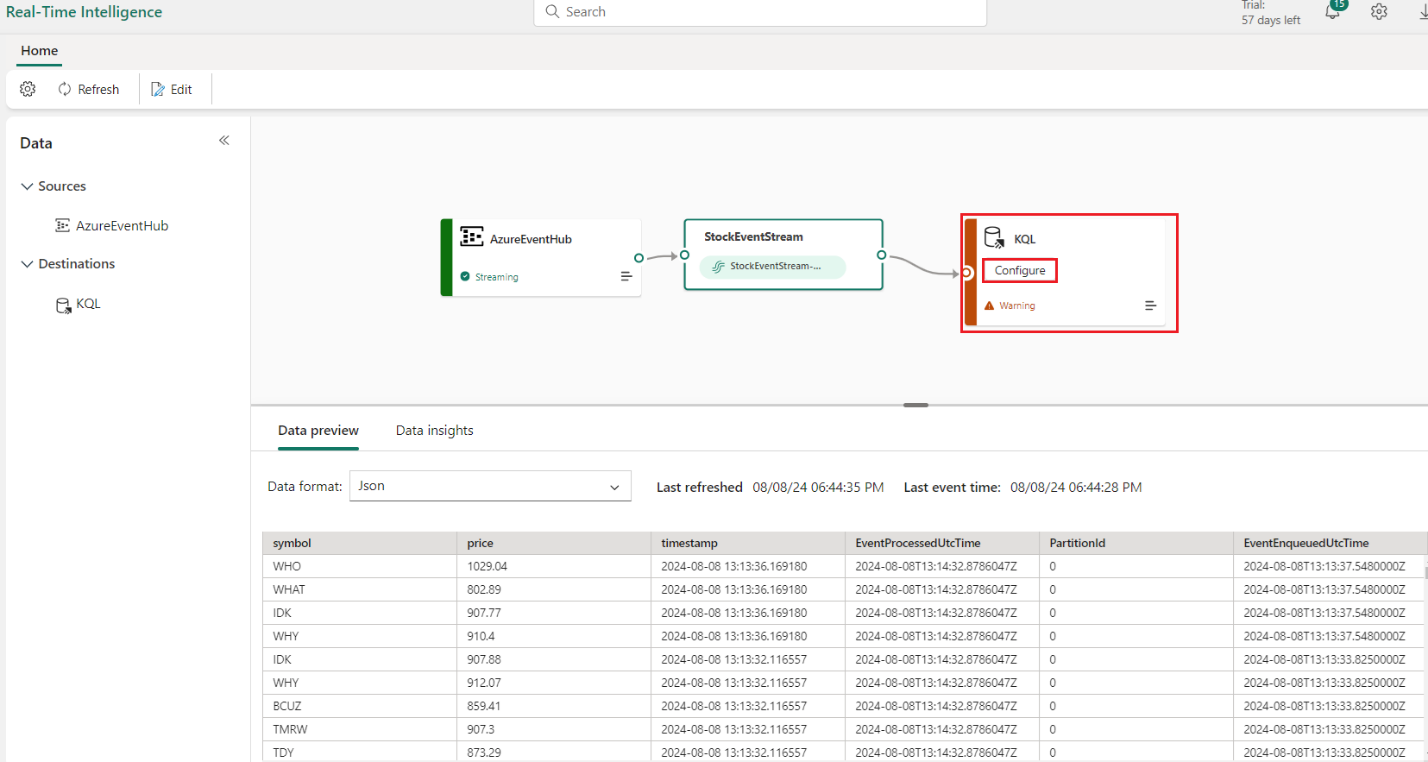 Real-Time Intelligence
Search
Trial:
57 days left
15
Home
Refresh
Edit
Data
Sources
AzureEventHub
Destinations
KQL
AzureEventHub
Streaming
StockEventStream
StockEventStream-...
KQL
Configure
Warning
Data preview
Data insights
Data format: Json
Last refreshed 08/08/24 06:44:35 PM Last event time: 08/08/24 06:44:28 PM
symbol price timestamp EventProcessedUtcTime PartitionId EventEnqueuedUtcTime
WHO 1029.04 2024-08-08 13:13:36.169180 2024-08-08T13:14:32.8786047Z 0 2024-08-08T13:13:37.5480000Z
WHAT 802.89 2024-08-08 13:13:36.169180 2024-08-08T13:14:32.8786047Z 0 2024-08-08T13:13:37.5480000Z
IDK 907.77 2024-08-08 13:13:36.169180 2024-08-08T13:14:32.8786047Z 0 2024-08-08T13:13:37.5480000Z
WHY 910.4 2024-08-08 13:13:36.169180 2024-08-08T13:14:32.8786047Z 0 2024-08-08T13:13:37.5480000Z
IDK 907.88 2024-08-08 13:13:32.116557 2024-08-08T13:14:32.8786047Z 0 2024-08-08T13:13:33.8250000Z
WHY 912.07 2024-08-08 13:13:32.116557 2024-08-08T13:14:32.8786047Z 0 2024-08-08T13:13:33.8250000Z
BCUZ 859.41 2024-08-08 13:13:32.116557 2024-08-08T13:14:32.8786047Z 0 2024-08-08T13:13:33.8250000Z
TMRW 907.3 2024-08-08 13:13:32.116557 2024-08-08T13:14:32.8786047Z 0 2024-08-08T13:13:33.8250000Z
TDY 873.29 2024-08-08 13:13:32.116557 2024-08-08T13:14:32.8786047Z 0 2024-08-08T13:13:33.8250000Z